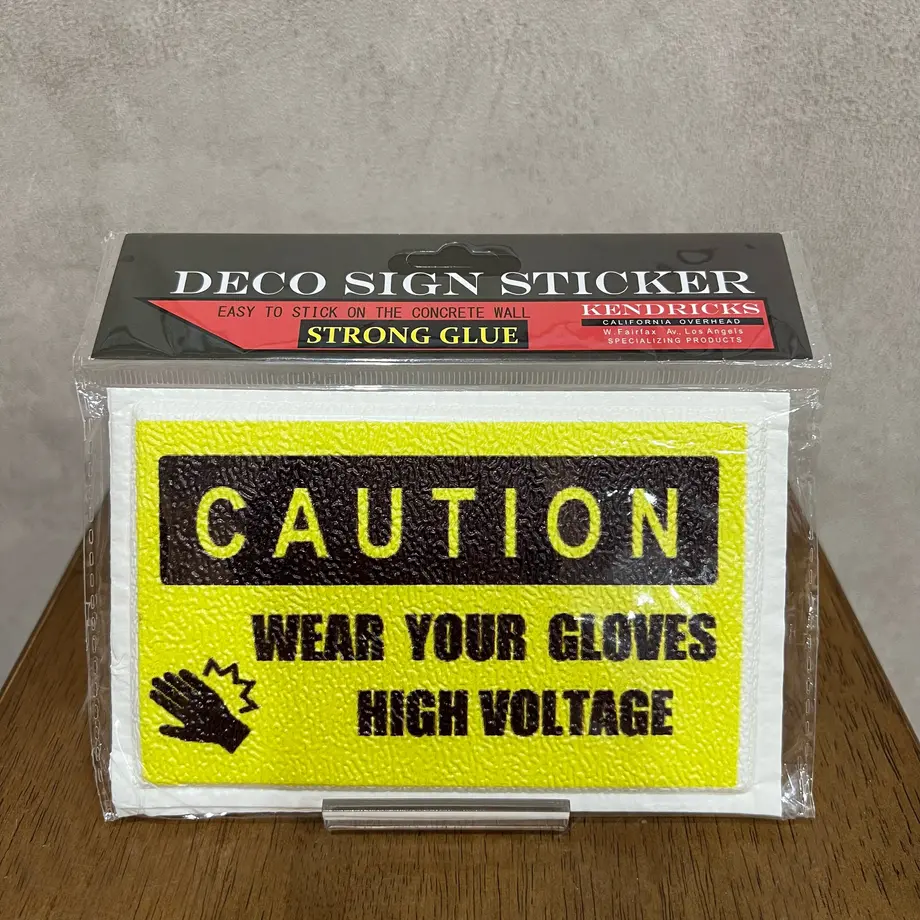 DECO SIGN STICKER
EASY TO STICK ON THE CONCRETE WALL
STRONG GLUE
KENDRICKS
CALIFORNIA OVERHEAD
W. Fairfax Av., Los Angels
SPECIALIZING PRODUCTS
CAUTION
WEAR YOUR GLOVES
HIGH VOLTAGE